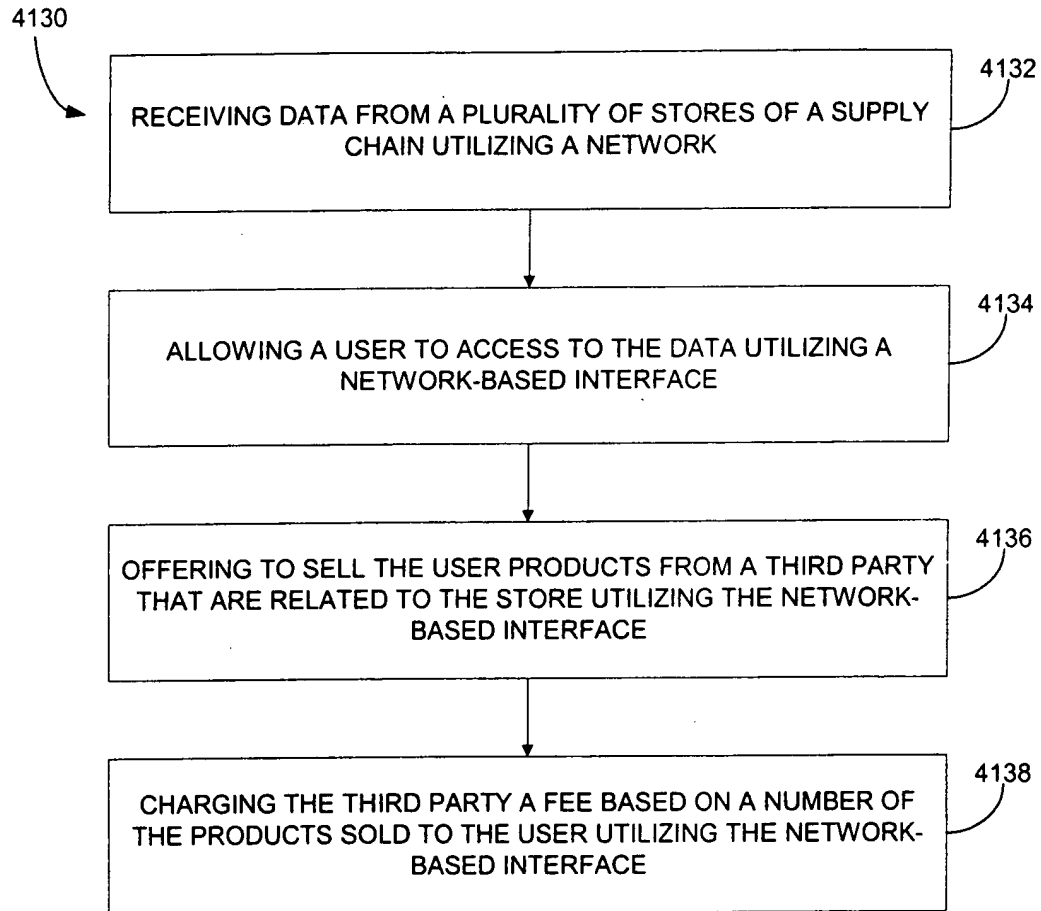 4130
4132
RECEIVING DATA FROM A PLURALITY OF STORES OF A SUPPLY
CHAIN UTILIZING A NETWORK
4134
ALLOWING A USER TO ACCESS TO THE DATA UTILIZING A
NETWORK-BASED INTERFACE
4136
OFFERING TO SELL THE USER PRODUCTS FROM A THIRD PARTY
THAT ARE RELATED TO THE STORE UTILIZING THE NETWORK-
BASED INTERFACE
4138
CHARGING THE THIRD PARTY A FEE BASED ON A NUMBER OF
THE PRODUCTS SOLD TO THE USER UTILIZING THE NETWORK-
BASED INTERFACE